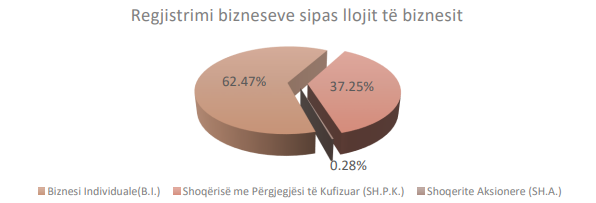 Regjistrimi bizneseve sipas llojit të biznesit
62.47%
37.25%
0.28%
Biznesi Individuale(B.I.)
Shoqërisë me Përgjegjësi të Kufizuar (SH.P.K.)
Shoqerite Aksionere (SH.A.)